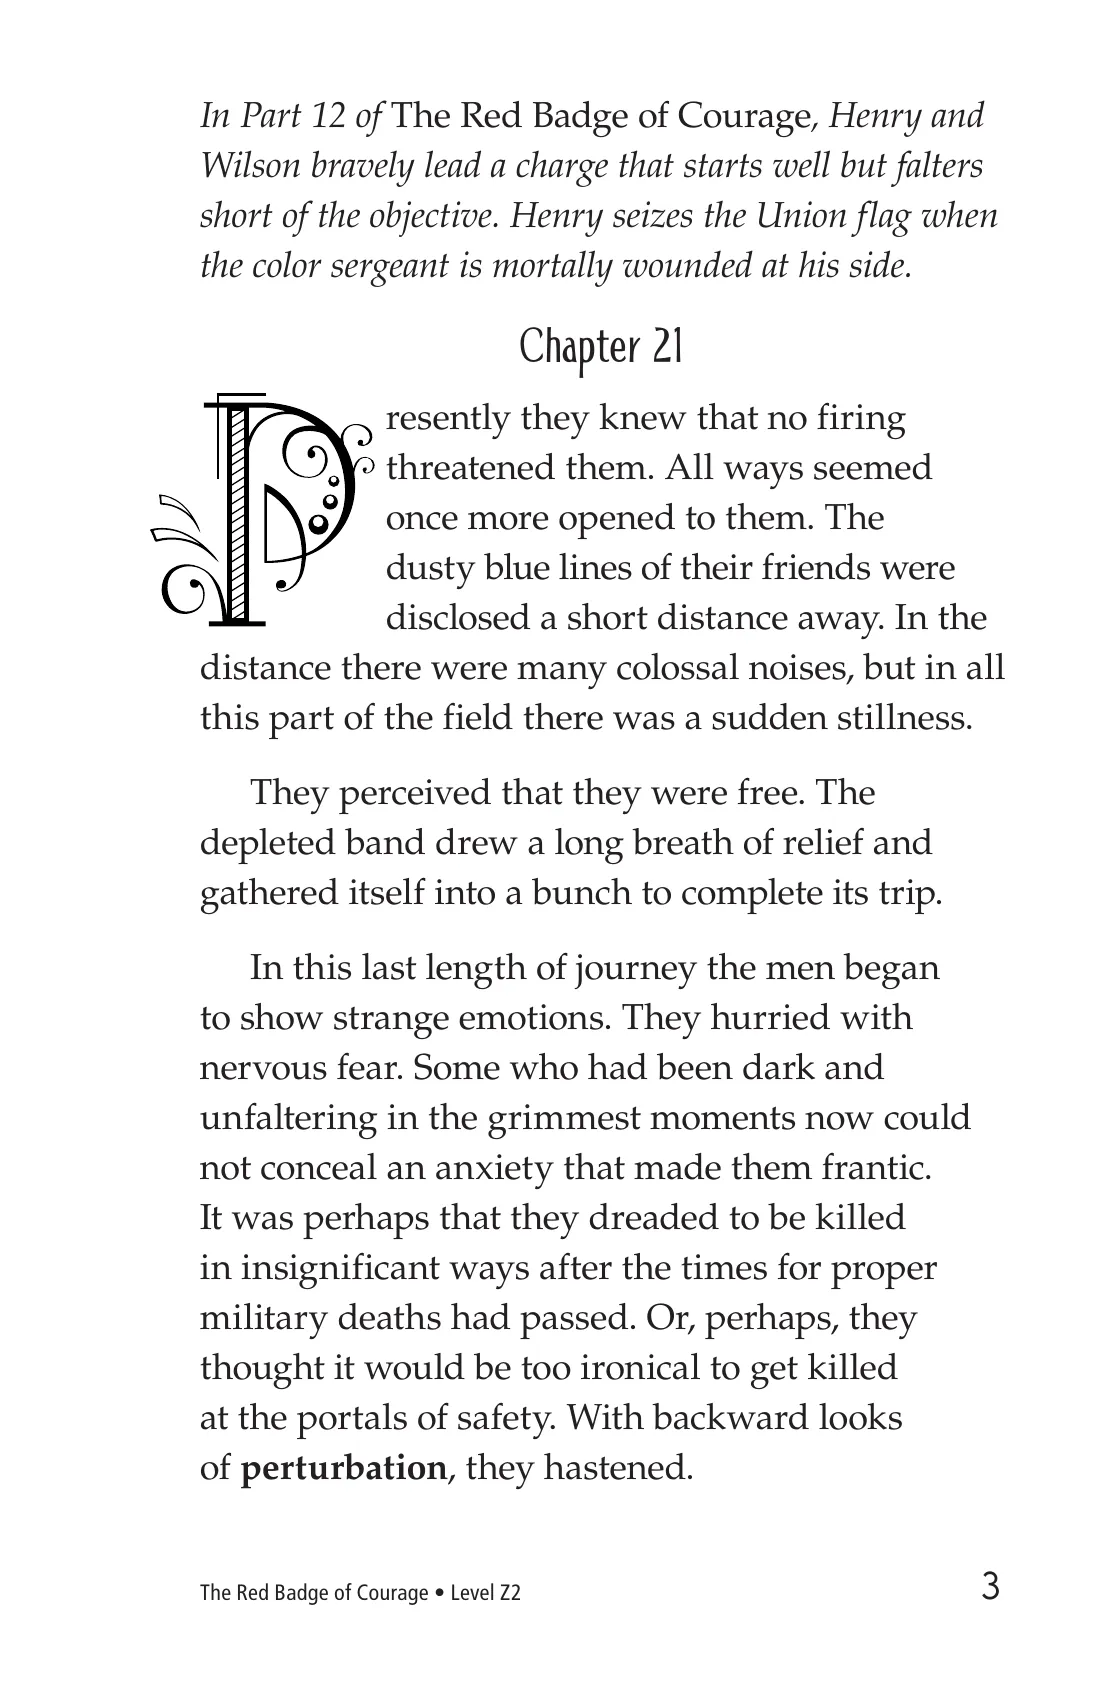 In Part 12 of The Red Badge of Courage, Henry and
Wilson bravely lead a charge that starts well but falters
short of the objective. Henry seizes the Union flag when
the color sergeant is mortally wounded at his side.
Chapter 21
Presently they knew that no firing
threatened them. All ways seemed
once more opened to them. The
dusty blue lines of their friends were
disclosed a short distance away. In the
distance there were many colossal noises, but in all
this part of the field there was a sudden stillness.
They perceived that they were free. The
depleted band drew a long breath of relief and
gathered itself into a bunch to complete its trip.
In this last length of journey the men began
to show strange emotions. They hurried with
nervous fear. Some who had been dark and
unfaltering in the grimmest moments now could
not conceal an anxiety that made them frantic.
It was perhaps that they dreaded to be killed
in insignificant ways after the times for proper
military deaths had passed. Or, perhaps, they
thought it would be too ironical to get killed
at the portals of safety. With backward looks
of perturbation, they hastened.
The Red Badge of Courage • Level Z2
3